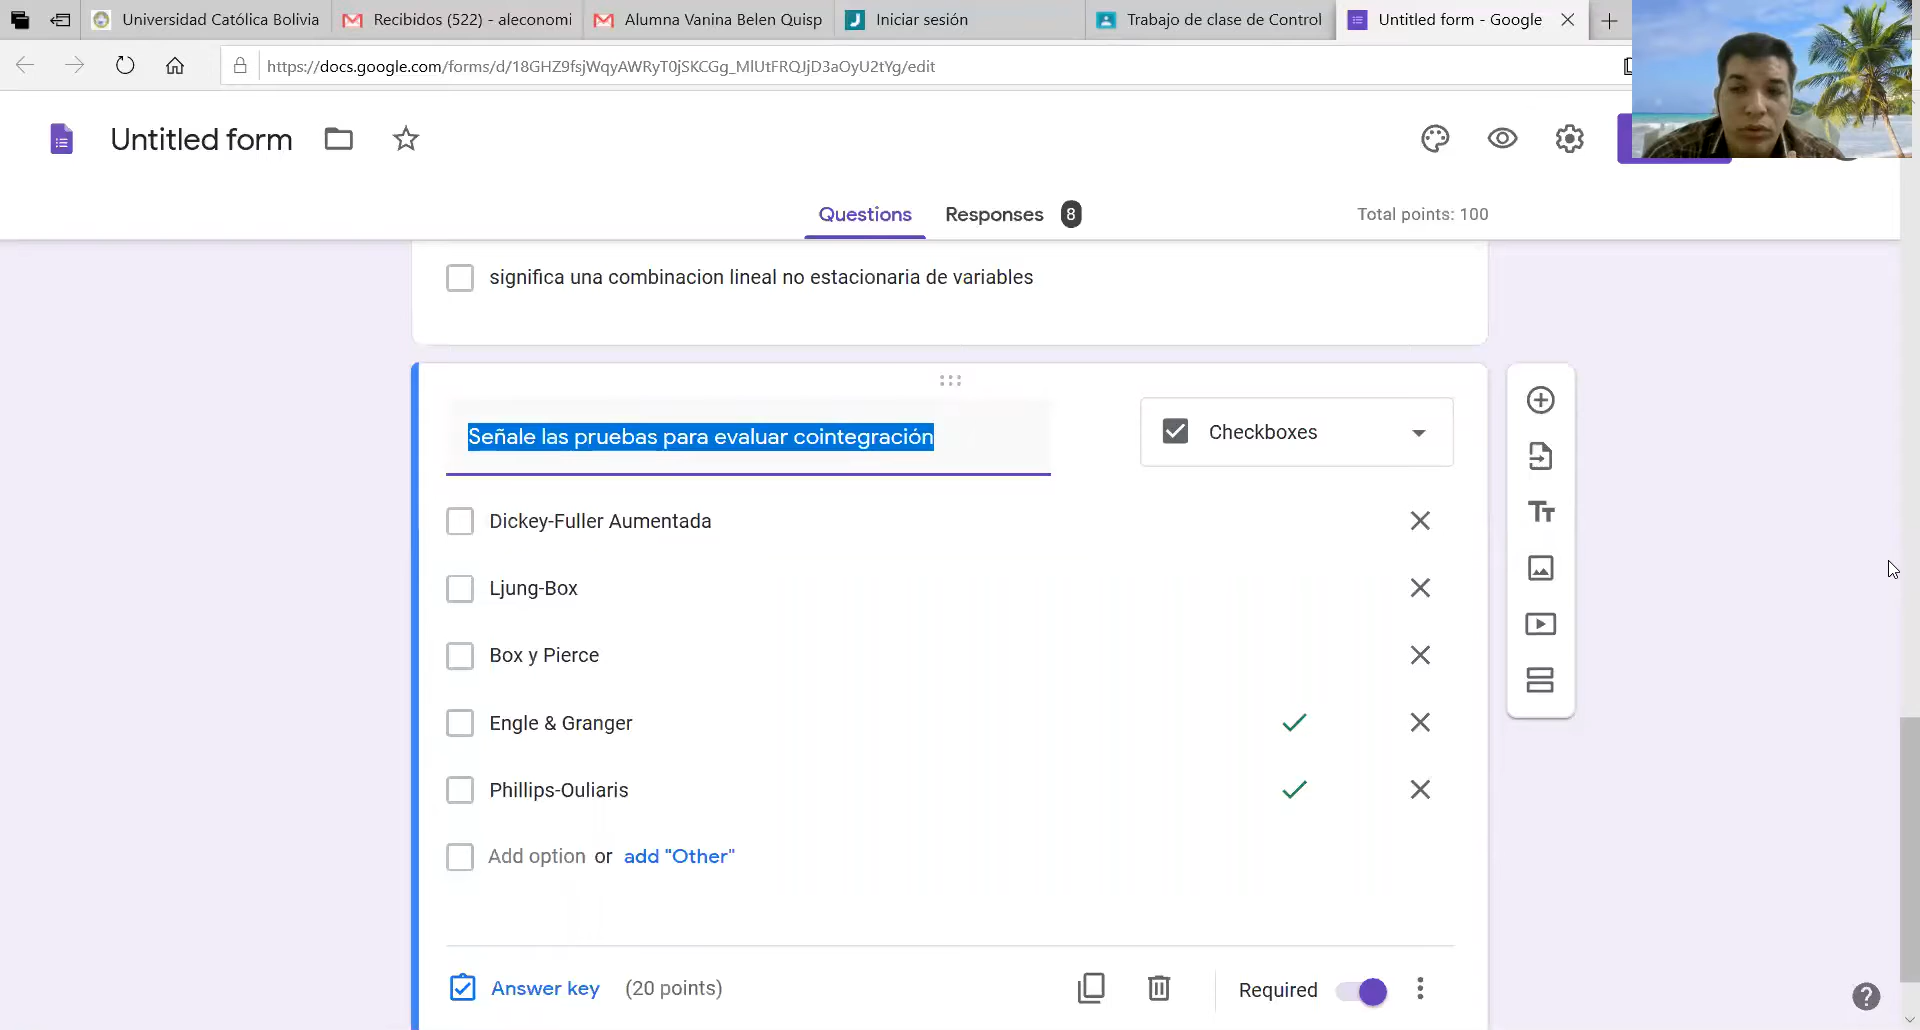 Universidad Católica Bolivia
Recibidos (522) - aleconomi
Alumna Vanina Belen Quisp
Iniciar sesión
Trabajo de clase de Control
Untitled form - Google
https://docs.google.com/forms/d/18GHZ9fsjWqyAWRyT0jSKCGg_MlUtFRQJjD3aOyU2tYg/edit
Untitled form
Questions
Responses
8
Total points: 100
significa una combinacion lineal no estacionaria de variables
Señale las pruebas para evaluar cointegración
Checkboxes
Dickey-Fuller Aumentada
Ljung-Box
Box y Pierce
Engle & Granger
Phillips-Ouliaris
Add option or add "Other"
Answer key (20 points)
Required